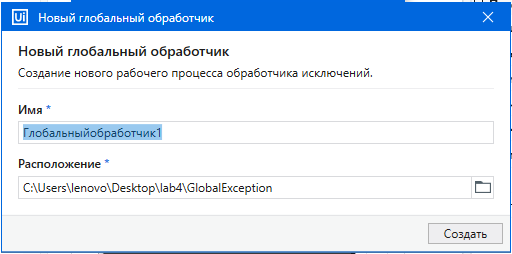 Ui Новый глобальный обработчик
Новый глобальный обработчик
Создание нового рабочего процесса обработчика исключений.
Имя *
Глобальныйобработчик1
Расположение *
C:\Users\lenovo\Desktop\lab4\GlobalException
Создать